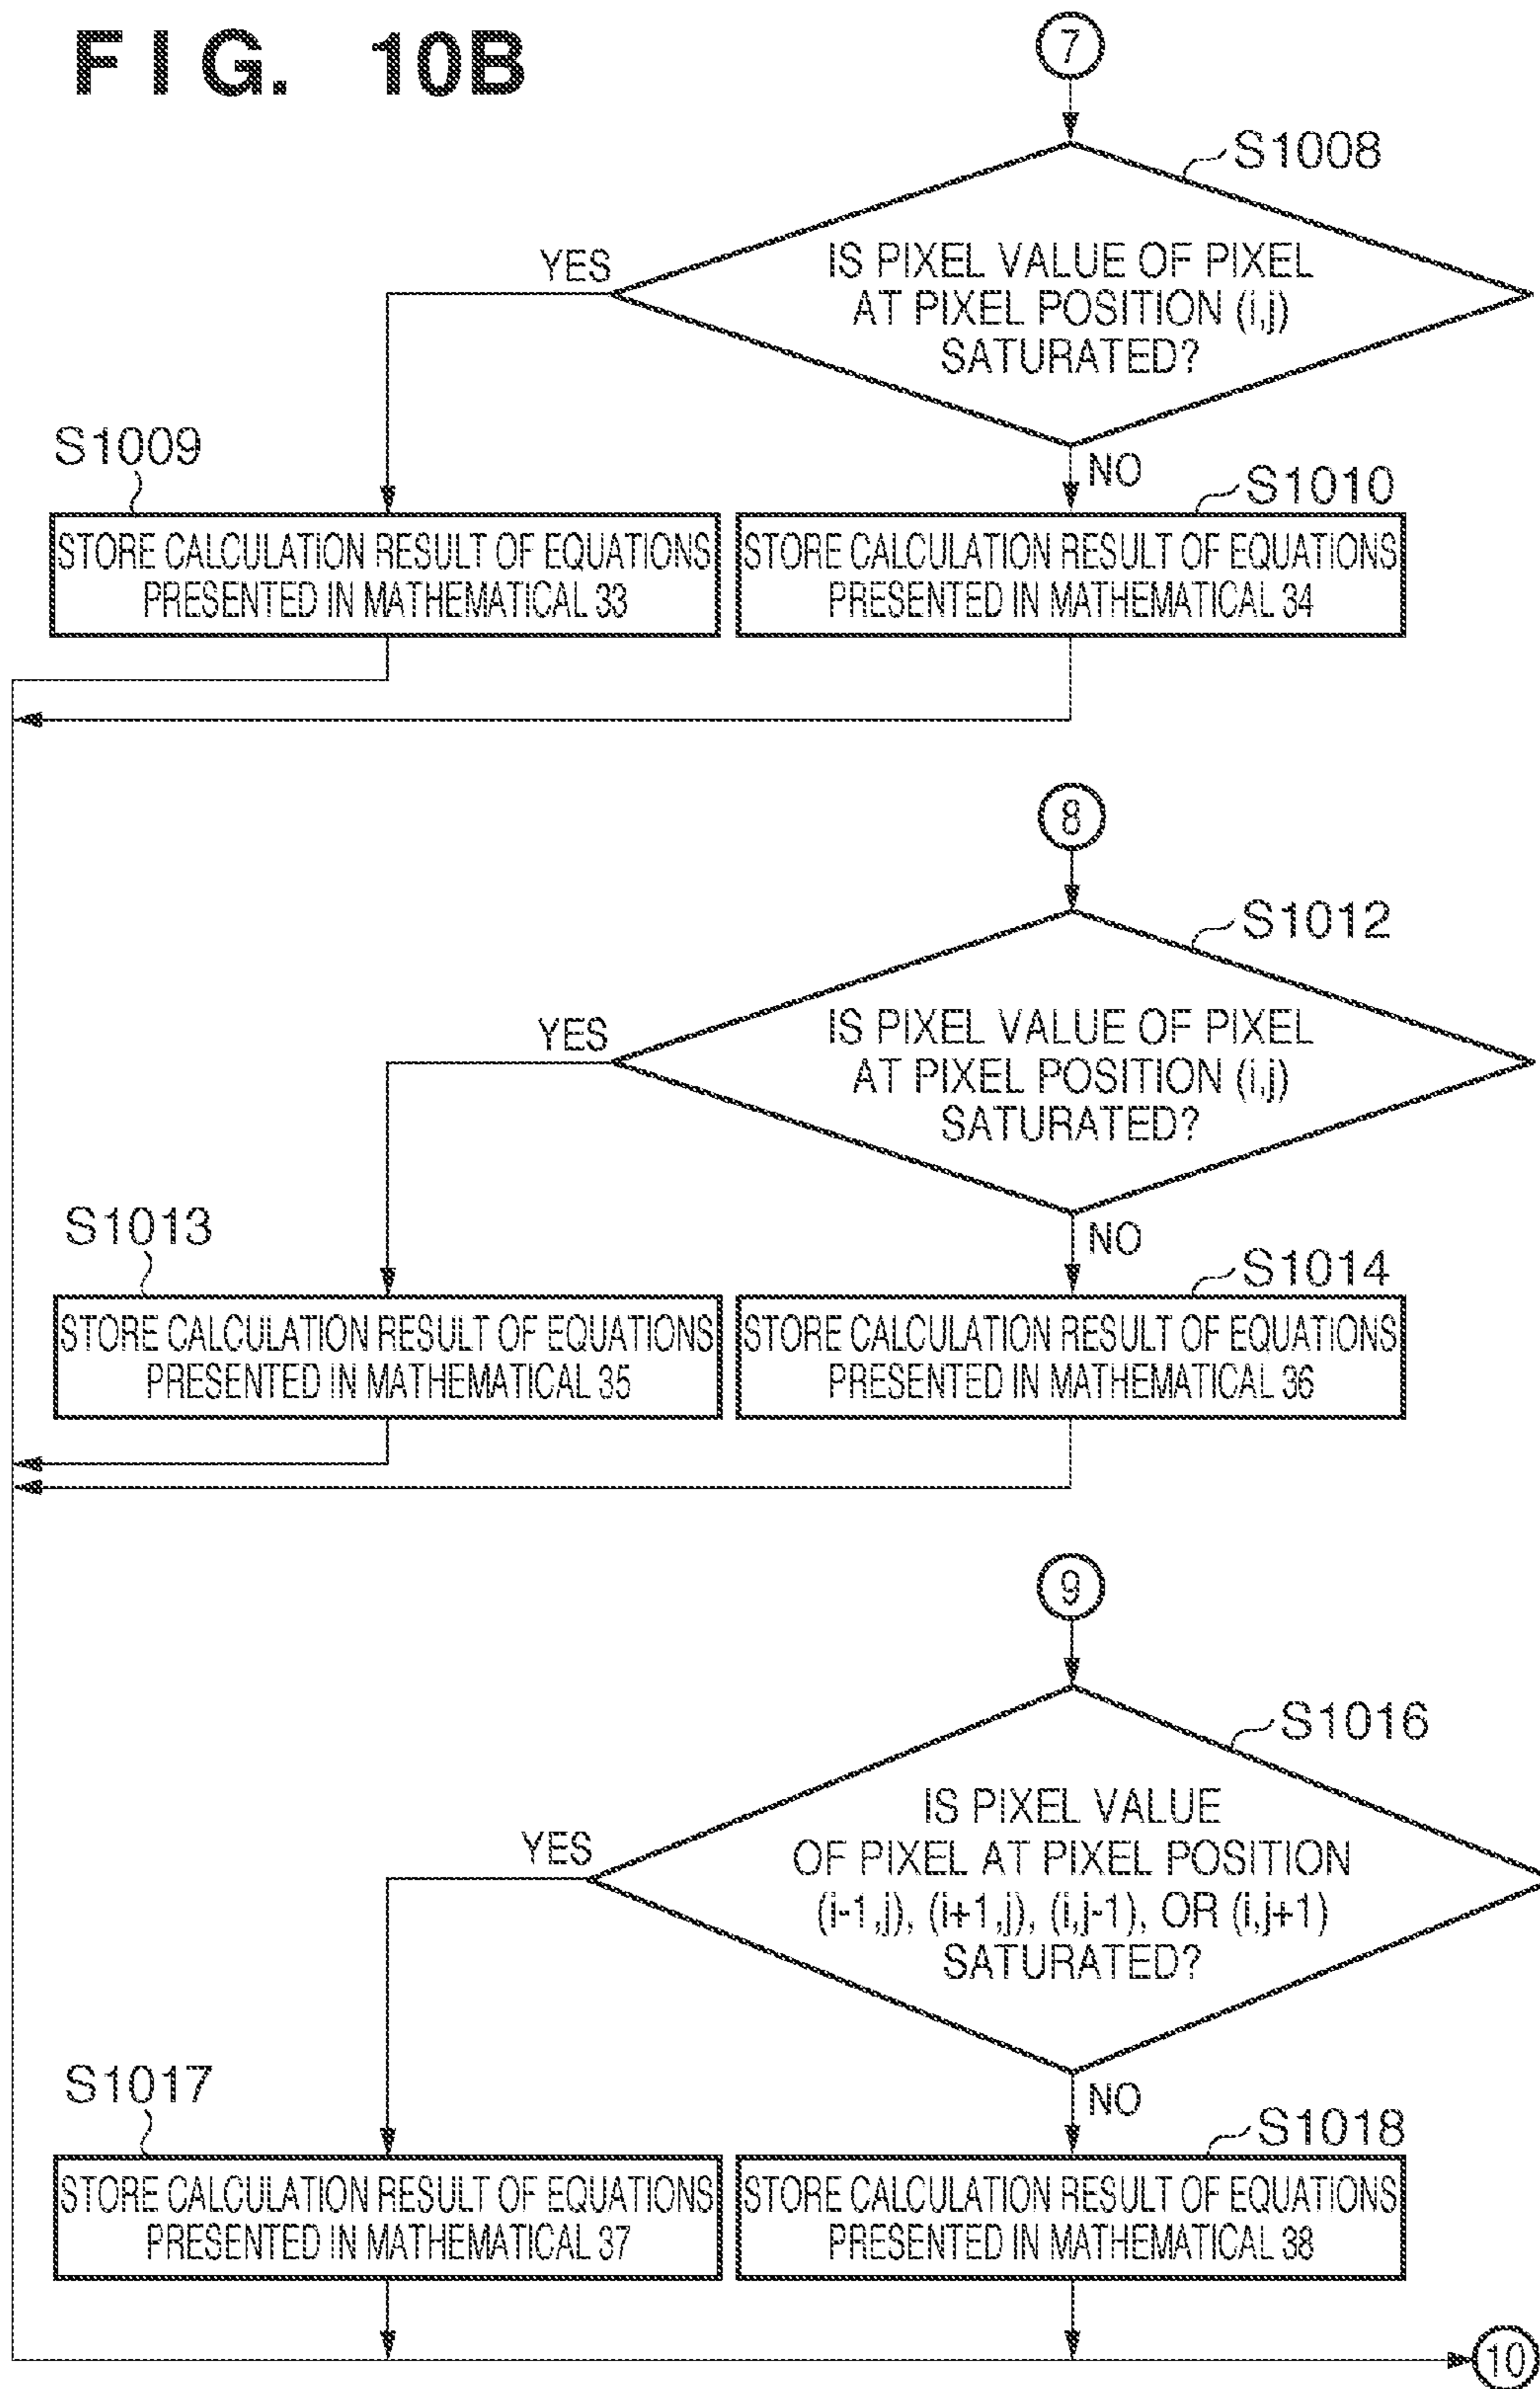 FIG. 10B
7
S1008
IS PIXEL VALUE OF PIXEL
AT PIXEL POSITION (i,j)
SATURATED?
YES
NO
S1009
STORE CALCULATION RESULT OF EQUATIONS
PRESENTED IN MATHEMATICAL 33
S1010
STORE CALCULATION RESULT OF EQUATIONS
PRESENTED IN MATHEMATICAL 34
8
S1012
IS PIXEL VALUE OF PIXEL
AT PIXEL POSITION (i,j)
SATURATED?
YES
NO
S1013
STORE CALCULATION RESULT OF EQUATIONS
PRESENTED IN MATHEMATICAL 35
S1014
STORE CALCULATION RESULT OF EQUATIONS
PRESENTED IN MATHEMATICAL 36
9
S1016
IS PIXEL VALUE
OF PIXEL AT PIXEL POSITION
(i-1,j), (i+1,j), (i,j-1), OR (i,j+1)
SATURATED?
YES
NO
S1017
STORE CALCULATION RESULT OF EQUATIONS
PRESENTED IN MATHEMATICAL 37
S1018
STORE CALCULATION RESULT OF EQUATIONS
PRESENTED IN MATHEMATICAL 38
10